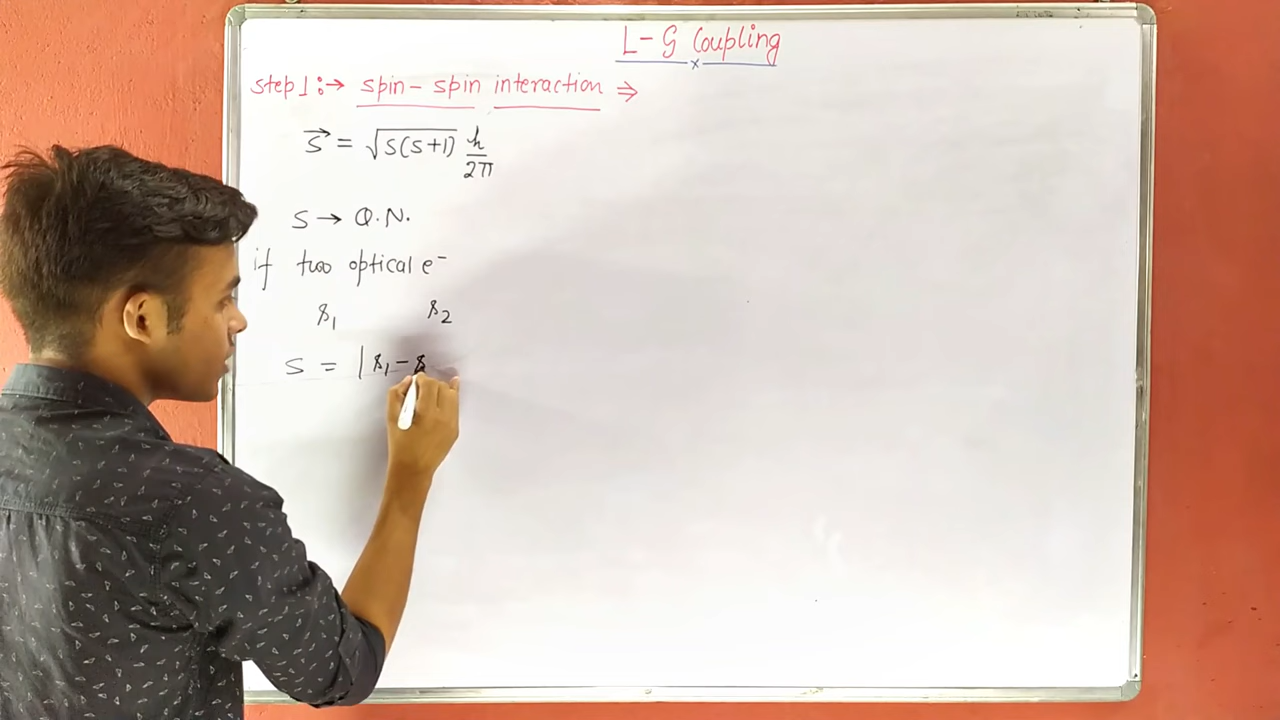 L-S Coupling
x
Step 1 :→ spin-spin interaction ⇒
S⃗ = √S(S+1) h/2π
S → Q.N.
if two optical e⁻
s₁ s₂
S = |s₁-s